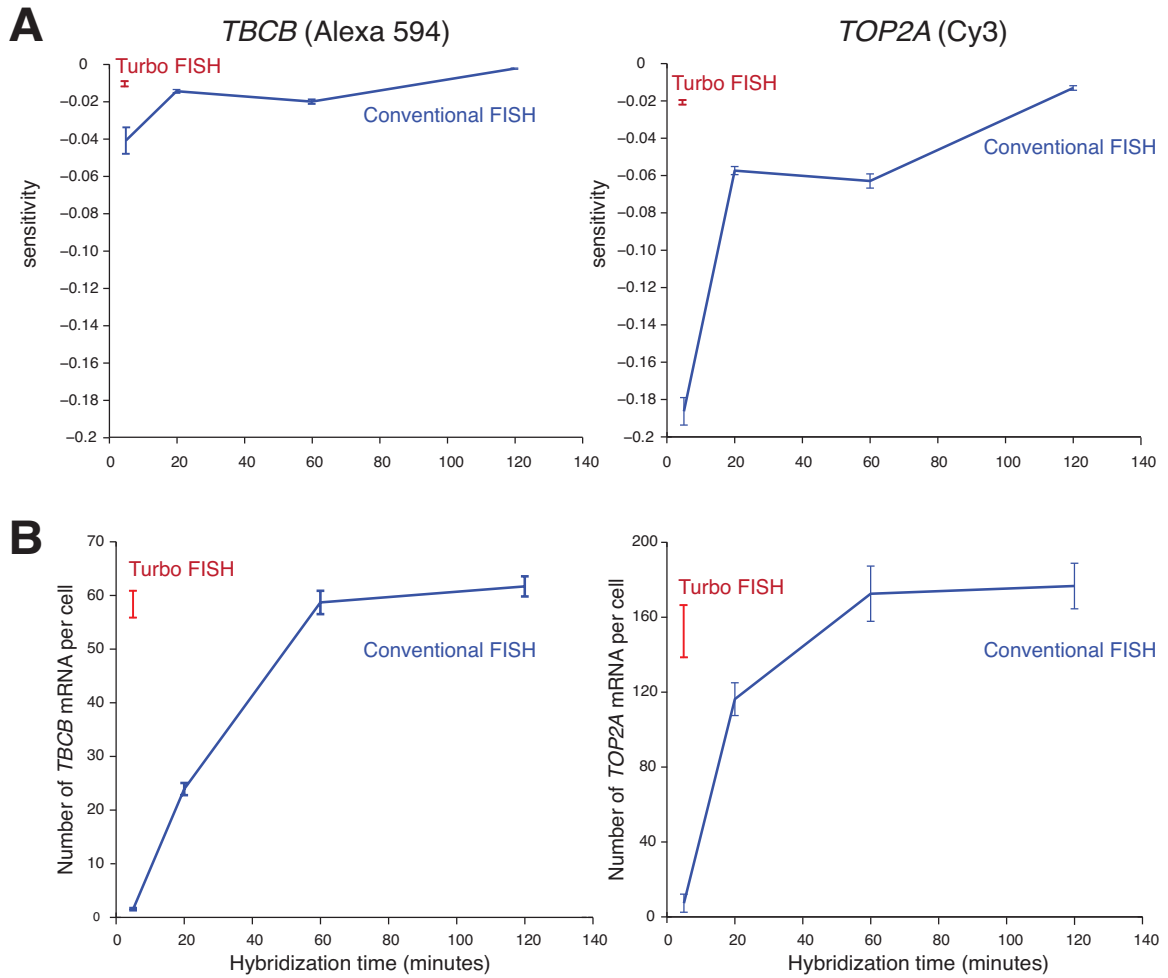 A
TBCB (Alexa 594)
TOP2A (Cy3)
sensitivity
0
−0.02
−0.04
−0.06
−0.08
−0.10
−0.12
−0.14
−0.16
−0.18
−0.2
0 20 40 60 80 100 120 140
Turbo FISH
Conventional FISH
sensitivity
0
−0.02
−0.04
−0.06
−0.08
−0.10
−0.12
−0.14
−0.16
−0.18
−0.2
0 20 40 60 80 100 120 140
Turbo FISH
Conventional FISH
B
Number of TBCB mRNA per cell
70
60
50
40
30
20
10
0
0 20 40 60 80 100 120 140
Turbo FISH
Conventional FISH
Hybridization time (minutes)
Number of TOP2A mRNA per cell
200
160
120
80
40
0
0 20 40 60 80 100 120 140
Turbo FISH
Conventional FISH
Hybridization time (minutes)